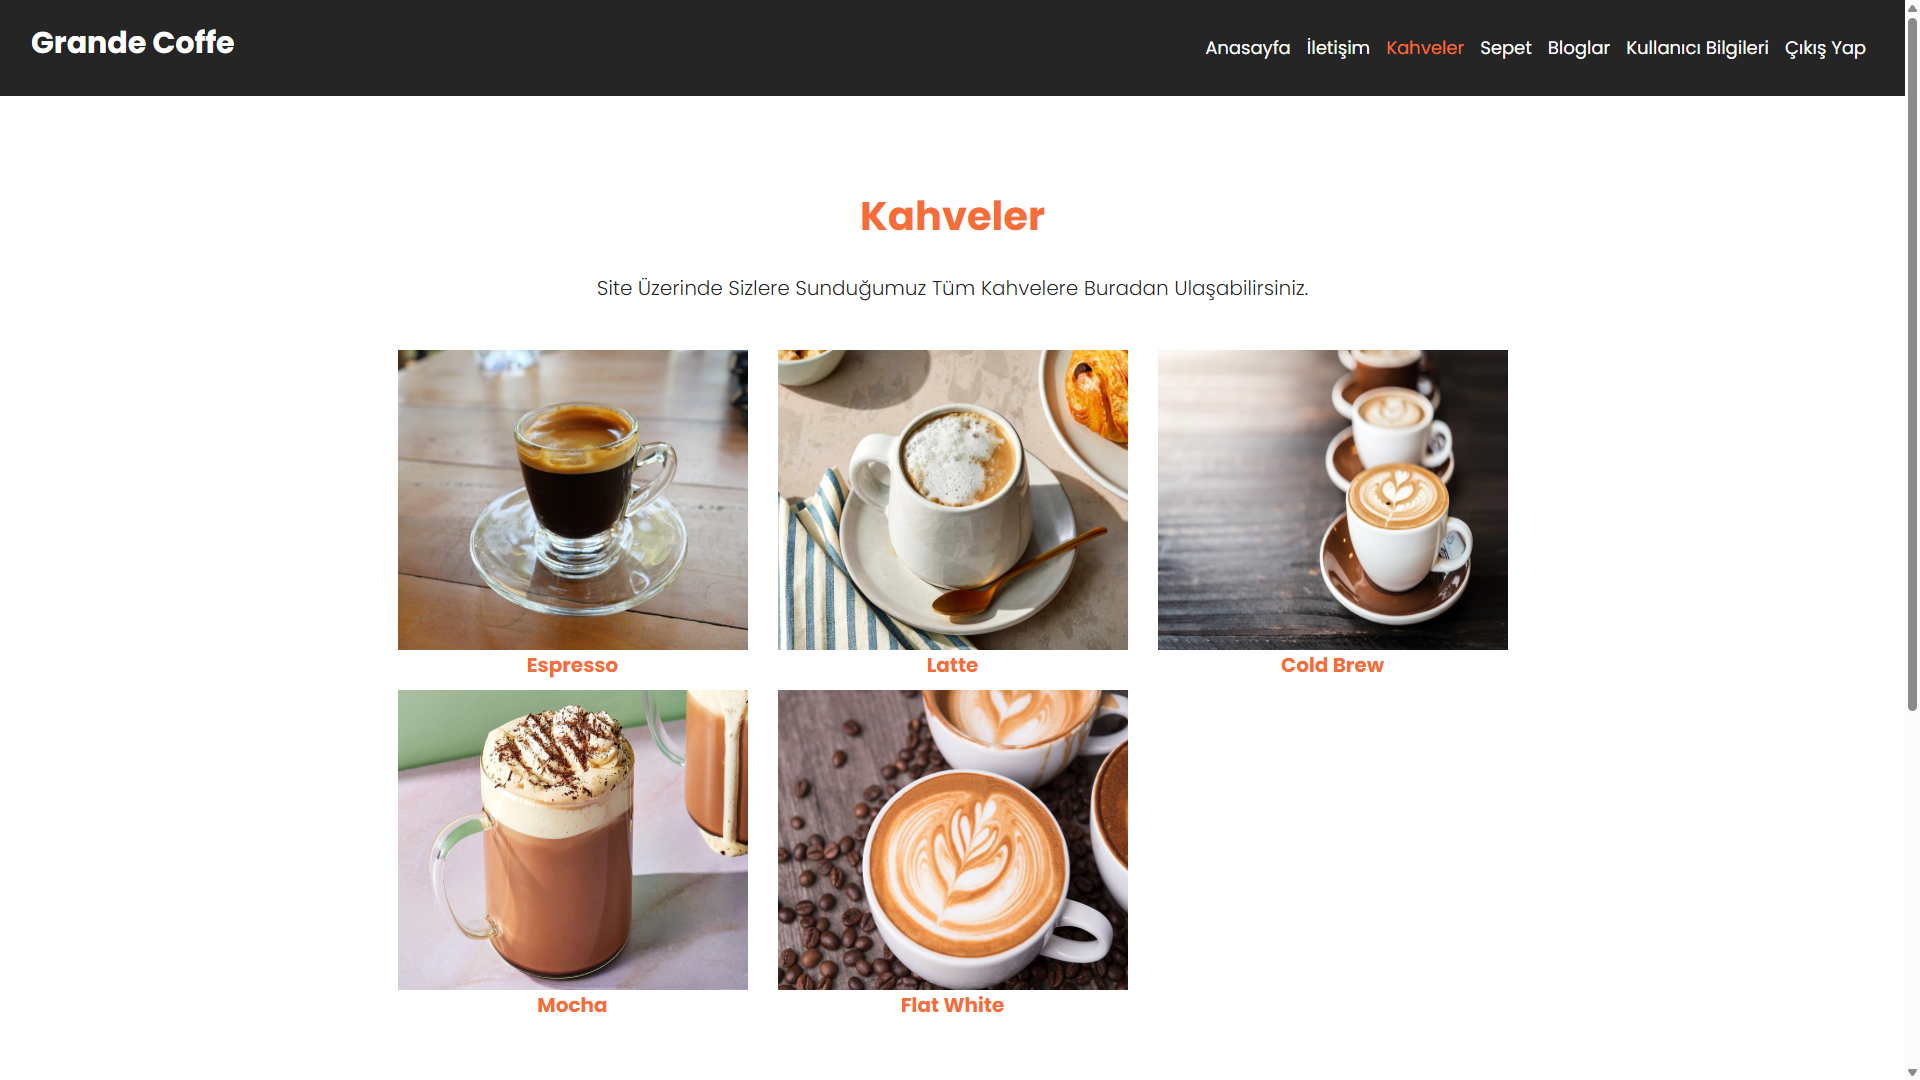 Grande Coffe
Anasayfa İletişim Kahveler Sepet Bloglar Kullanıcı Bilgileri Çıkış Yap
Kahveler
Site Üzerinde Sizlere Sunduğumuz Tüm Kahvelere Buradan Ulaşabilirsiniz.
Espresso
Latte
Cold Brew
Mocha
Flat White